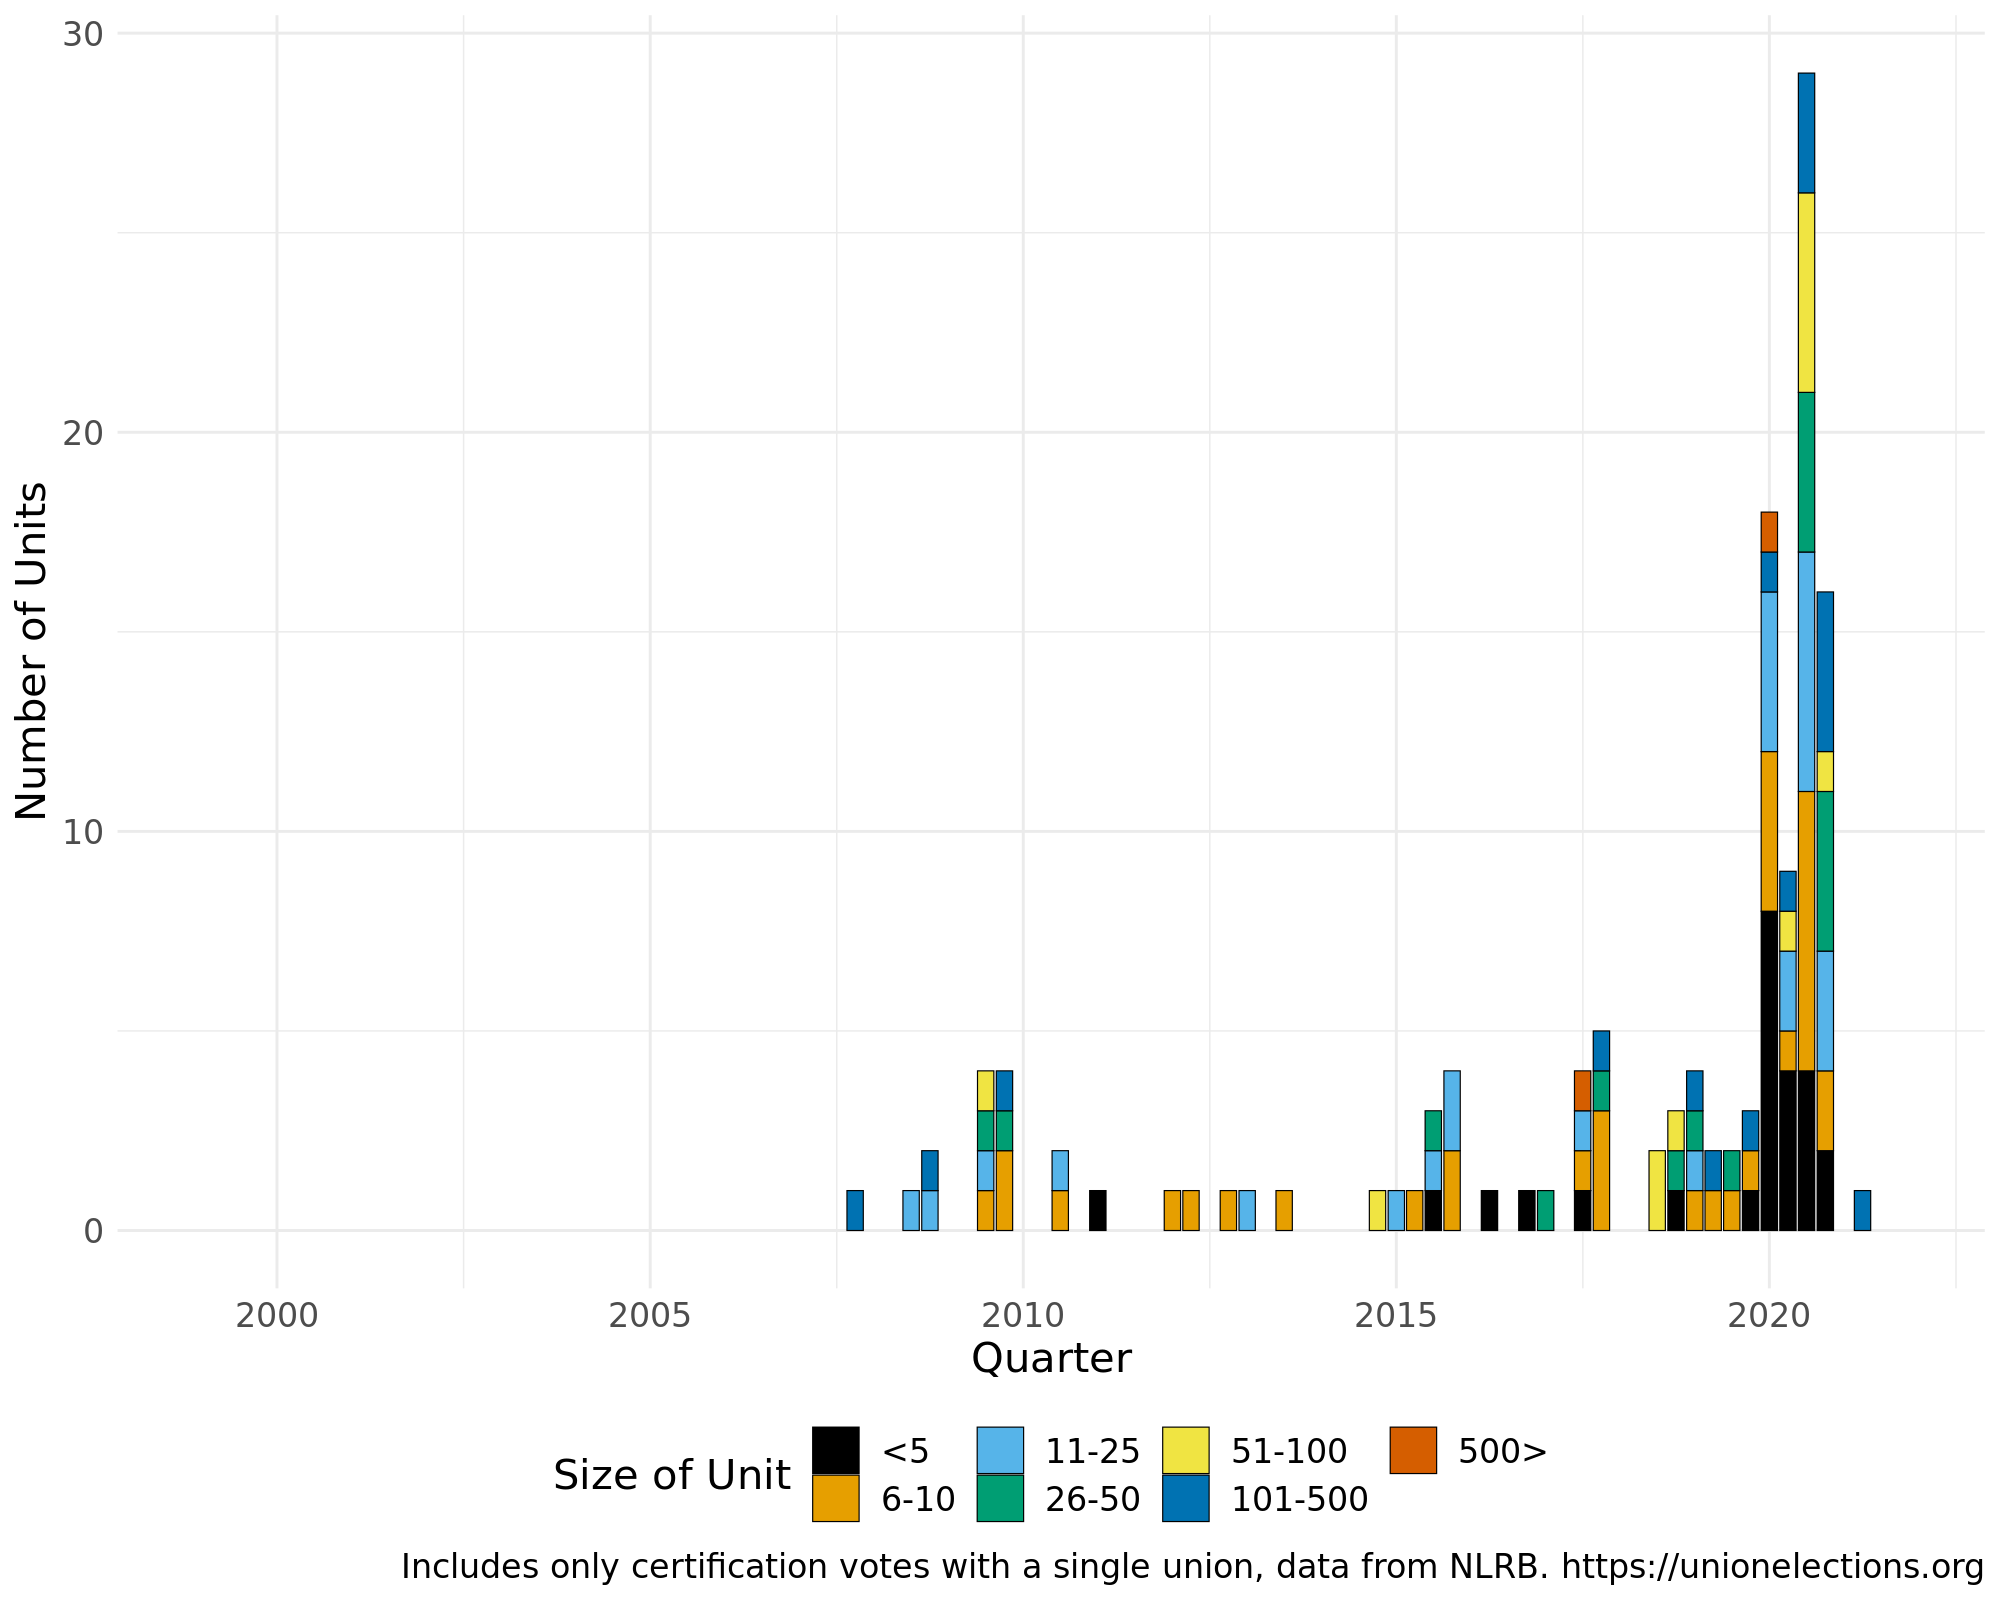 30
20
10
0
Number of Units
2000 2005 2010 2015 2020
Quarter
Size of Unit
<5 11-25 51-100 500>
6-10 26-50 101-500
Includes only certification votes with a single union, data from NLRB. https://unionelections.org